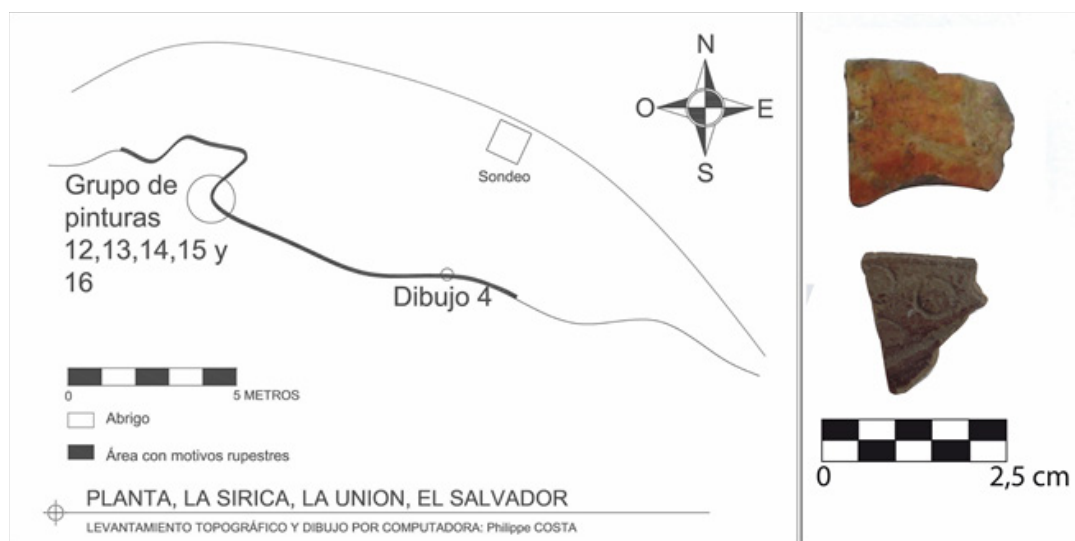 N
O
E
S
Sondeo
Grupo de
pinturas
12,13,14,15 y
16
Dibujo 4
0 5 METROS
Abrigo
Área con motivos rupestres
PLANTA, LA SIRICA, LA UNION, EL SALVADOR
LEVANTAMIENTO TOPOGRÁFICO Y DIBUJO POR COMPUTADORA: Philippe COSTA
0 2,5 cm